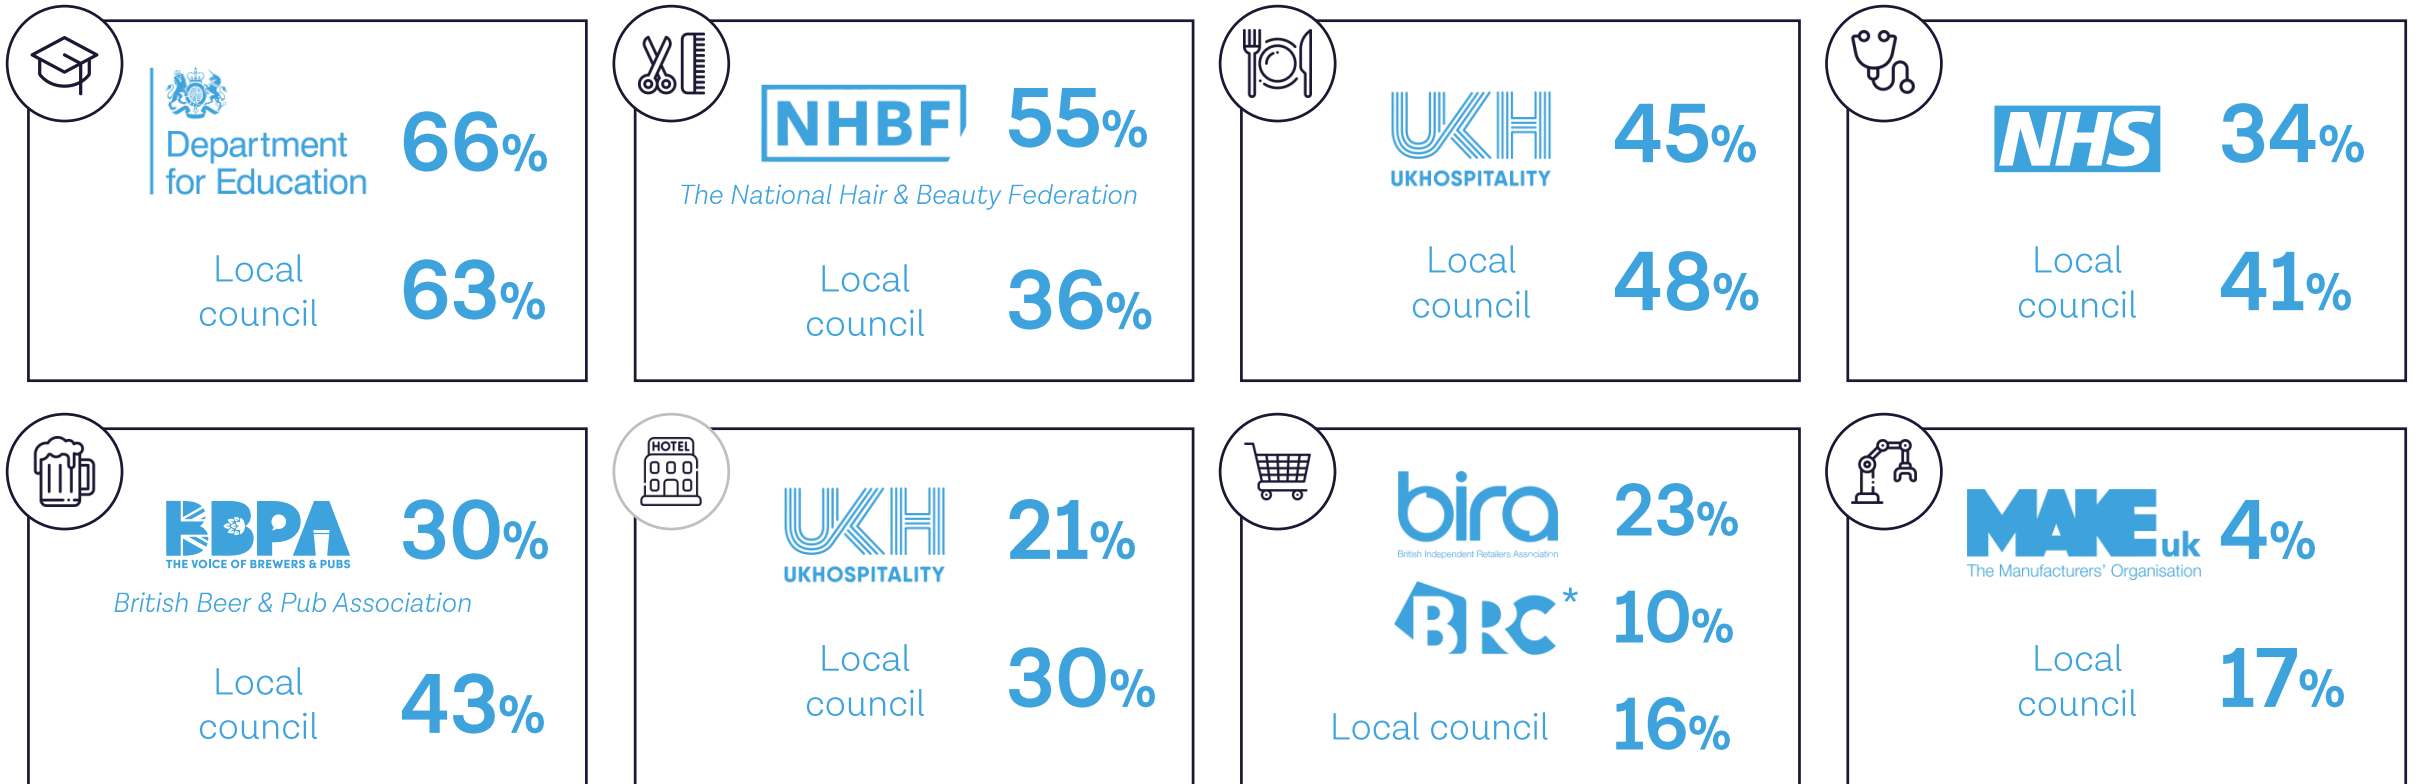 Department
for Education
66%
Local
council
63%
NHBF
55%
The National Hair & Beauty Federation
Local
council
36%
UKH
UKHOSPITALITY
45%
Local
council
48%
NHS
34%
Local
council
41%
BBPA
THE VOICE OF BREWERS & PUBS
30%
British Beer & Pub Association
Local
council
43%
HOTEL
UKH
UKHOSPITALITY
21%
Local
council
30%
bira
British Independent Retailers Association
23%
BRC*
10%
Local council
16%
MAKE uk
The Manufacturers' Organisation
4%
Local
council
17%